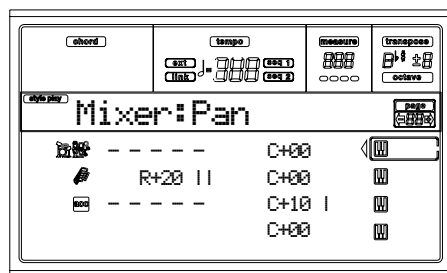 chord tempo measure transpose
ext seq 1
link seq 2
octave
style play Mixer:Pan page
- - - - - C+00
R+20 || C+00
ACC - - - - - C+10 |
C+00